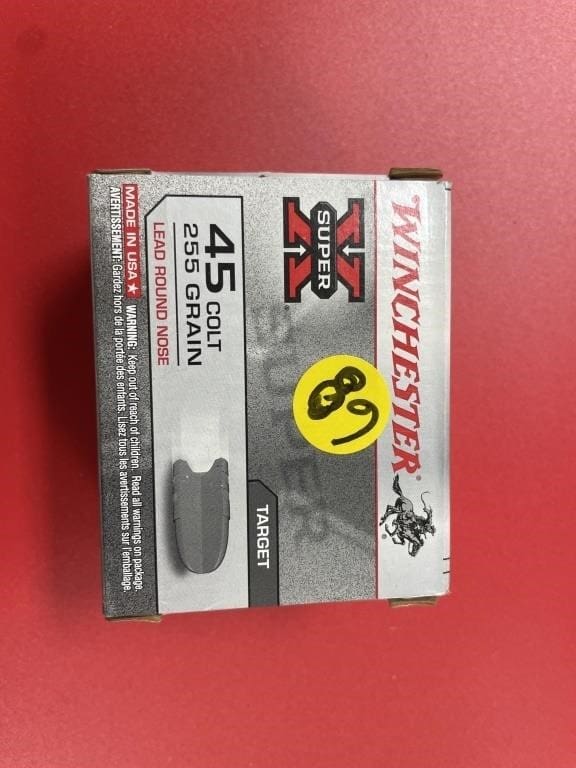 WINCHESTER®
SUPER X
®
SUPER
89
TARGET
45 COLT
255 GRAIN
LEAD ROUND NOSE
MADE IN USA ★ WARNING: Keep out of reach of children. Read all warnings on package.
AVERTISSEMENT: Gardez hors de la portée des enfants. Lisez tous les avertissements sur l'emballage.